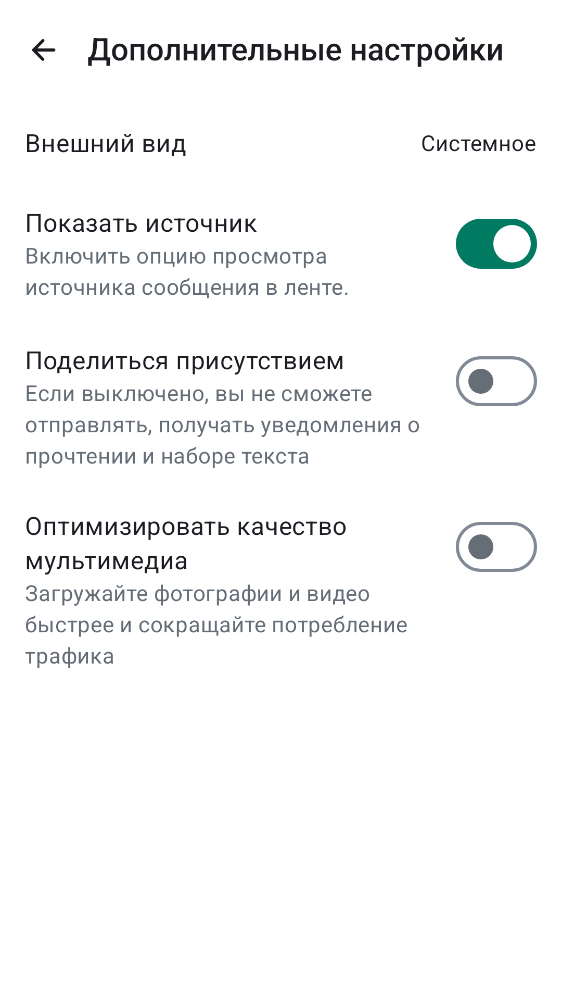 Дополнительные настройки
Внешний вид
Системное
Показать источник
Включить опцию просмотра
источника сообщения в ленте.
Поделиться присутствием
Если выключено, вы не сможете
отправлять, получать уведомления о
прочтении и наборе текста
Оптимизировать качество
мультимедиа
Загружайте фотографии и видео
быстрее и сокращайте потребление
трафика